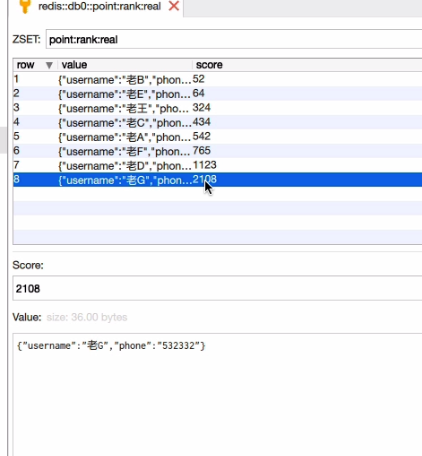 redis::db0::point:rank:real
ZSET: point:rank:real
row value score
1 {"username":"老B","phon... 52
2 {"username":"老E","phon... 64
3 {"username":"老王","pho... 324
4 {"username":"老C","phon... 434
5 {"username":"老A","phon... 542
6 {"username":"老F","phon... 765
7 {"username":"老D","phon... 1123
8 {"username":"老G","phon... 2108
Score:
2108
Value: size: 36.00 bytes
{"username":"老G","phone":"532332"}